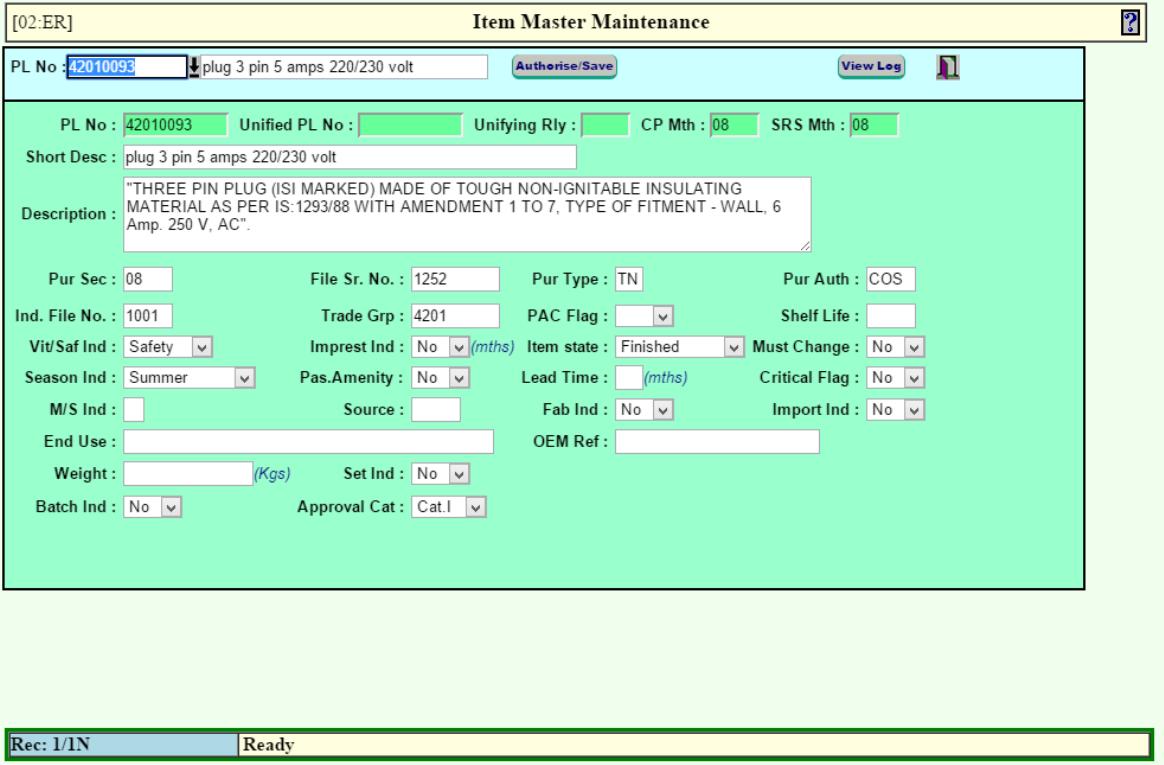 [02:ER] Item Master Maintenance ?
PL No : 42010093 plug 3 pin 5 amps 220/230 volt Authorise/Save View Log
PL No : 42010093 Unified PL No : Unifying Rly : CP Mth : 08 SRS Mth : 08
Short Desc : plug 3 pin 5 amps 220/230 volt
Description : "THREE PIN PLUG (ISI MARKED) MADE OF TOUGH NON-IGNITABLE INSULATING
MATERIAL AS PER IS:1293/88 WITH AMENDMENT 1 TO 7, TYPE OF FITMENT - WALL, 6
Amp. 250 V, AC".
Pur Sec : 08 File Sr. No. : 1252 Pur Type : TN Pur Auth : COS
Ind. File No. : 1001 Trade Grp : 4201 PAC Flag : Shelf Life :
Vit/Saf Ind : Safety Imprest Ind : No (mths) Item state : Finished Must Change : No
Season Ind : Summer Pas.Amenity : No Lead Time : (mths) Critical Flag : No
M/S Ind : Source : Fab Ind : No Import Ind : No
End Use : OEM Ref :
Weight : (Kgs) Set Ind : No
Batch Ind : No Approval Cat : Cat.I
Rec: 1/1N Ready